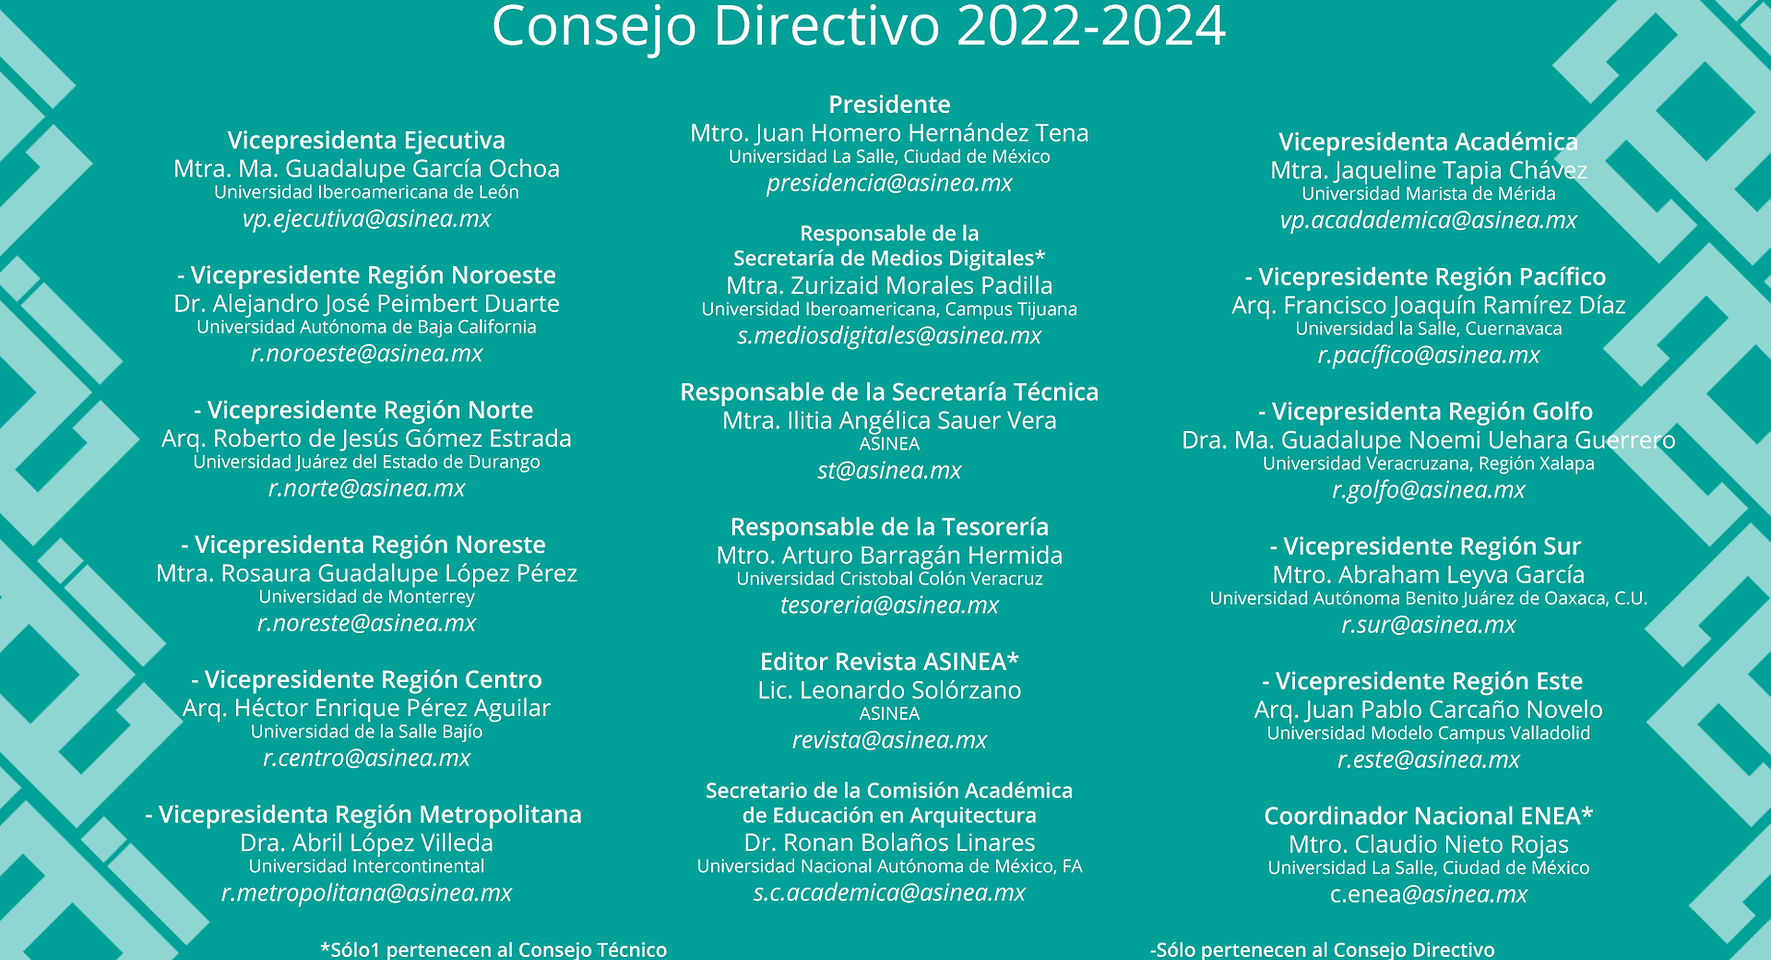 Consejo Directivo 2022-2024
Vicepresidenta Ejecutiva
Mtra. Ma. Guadalupe García Ochoa
Universidad Iberoamericana de León
vp.ejecutiva@asinea.mx
- Vicepresidente Región Noroeste
Dr. Alejandro José Peimbert Duarte
Universidad Autónoma de Baja California
r.noroeste@asinea.mx
- Vicepresidente Región Norte
Arq. Roberto de Jesús Gómez Estrada
Universidad Juárez del Estado de Durango
r.norte@asinea.mx
- Vicepresidenta Región Noreste
Mtra. Rosaura Guadalupe López Pérez
Universidad de Monterrey
r.noreste@asinea.mx
- Vicepresidente Región Centro
Arq. Héctor Enrique Pérez Aguilar
Universidad de la Salle Bajío
r.centro@asinea.mx
- Vicepresidenta Región Metropolitana
Dra. Abril López Villeda
Universidad Intercontinental
r.metropolitana@asinea.mx
Presidente
Mtro. Juan Homero Hernández Tena
Universidad La Salle, Ciudad de México
presidencia@asinea.mx
Responsable de la
Secretaría de Medios Digitales*
Mtra. Zurizaid Morales Padilla
Universidad Iberoamericana, Campus Tijuana
s.mediosdigitales@asinea.mx
Responsable de la Secretaría Técnica
Mtra. Ilitia Angélica Sauer Vera
ASINEA
st@asinea.mx
Responsable de la Tesorería
Mtro. Arturo Barragán Hermida
Universidad Cristobal Colón Veracruz
tesoreria@asinea.mx
Editor Revista ASINEA*
Lic. Leonardo Solórzano
ASINEA
revista@asinea.mx
Secretario de la Comisión Académica
de Educación en Arquitectura
Dr. Ronan Bolaños Linares
Universidad Nacional Autónoma de México, FA
s.c.academica@asinea.mx
Vicepresidenta Académica
Mtra. Jaqueline Tapia Chávez
Universidad Marista de Mérida
vp.acadademica@asinea.mx
- Vicepresidente Región Pacífico
Arq. Francisco Joaquín Ramírez Díaz
Universidad la Salle, Cuernavaca
r.pacífico@asinea.mx
- Vicepresidenta Región Golfo
Dra. Ma. Guadalupe Noemi Uehara Guerrero
Universidad Veracruzana, Región Xalapa
r.golfo@asinea.mx
- Vicepresidente Región Sur
Mtro. Abraham Leyva García
Universidad Autónoma Benito Juárez de Oaxaca, C.U.
r.sur@asinea.mx
- Vicepresidente Región Este
Arq. Juan Pablo Carcaño Novelo
Universidad Modelo Campus Valladolid
r.este@asinea.mx
Coordinador Nacional ENEA*
Mtro. Claudio Nieto Rojas
Universidad La Salle, Ciudad de México
c.enea@asinea.mx
*Sólo1 pertenecen al Consejo Técnico
-Sólo pertenecen al Consejo Directivo